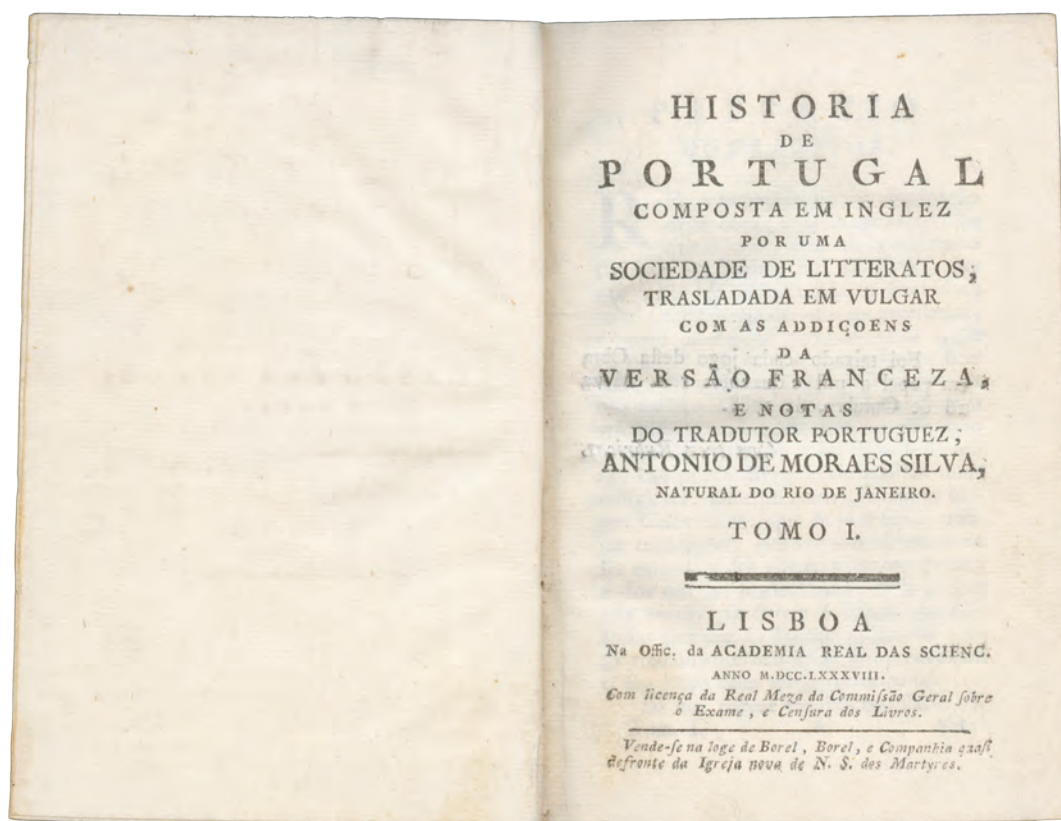 HISTORIA
DE
PORTUGAL
COMPOSTA EM INGLEZ
POR UMA
SOCIEDADE DE LITTERATOS;
TRASLADADA EM VULGAR
COM AS ADDIÇOENS
DA
VERSÃO FRANCEZA,
E NOTAS
DO TRADUTOR PORTUGUEZ;
ANTONIO DE MORAES SILVA,
NATURAL DO RIO DE JANEIRO.
TOMO I.
LISBOA
Na Offic. da ACADEMIA REAL DAS SCIENC.
ANNO M.DCC.LXXXVIII.
Com licença da Real Meza da Commiſsão Geral ſobre
o Exame, e Cenſura dos Livros.
Vende-ſe na loge de Borel, Borel, e Companhia quaſi
defronte da Igreja nova de N. S. dos Martyres.